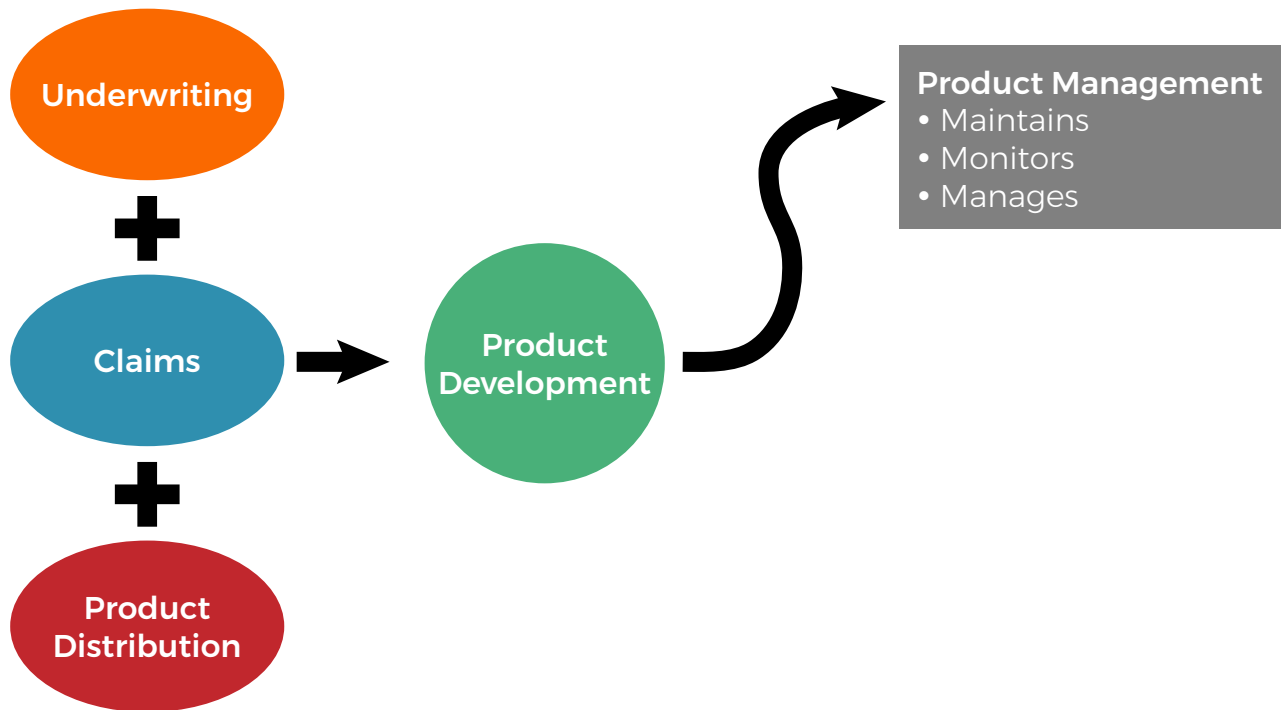 Underwriting
Claims
Product
Distribution
Product
Development
Product Management
• Maintains
• Monitors
• Manages